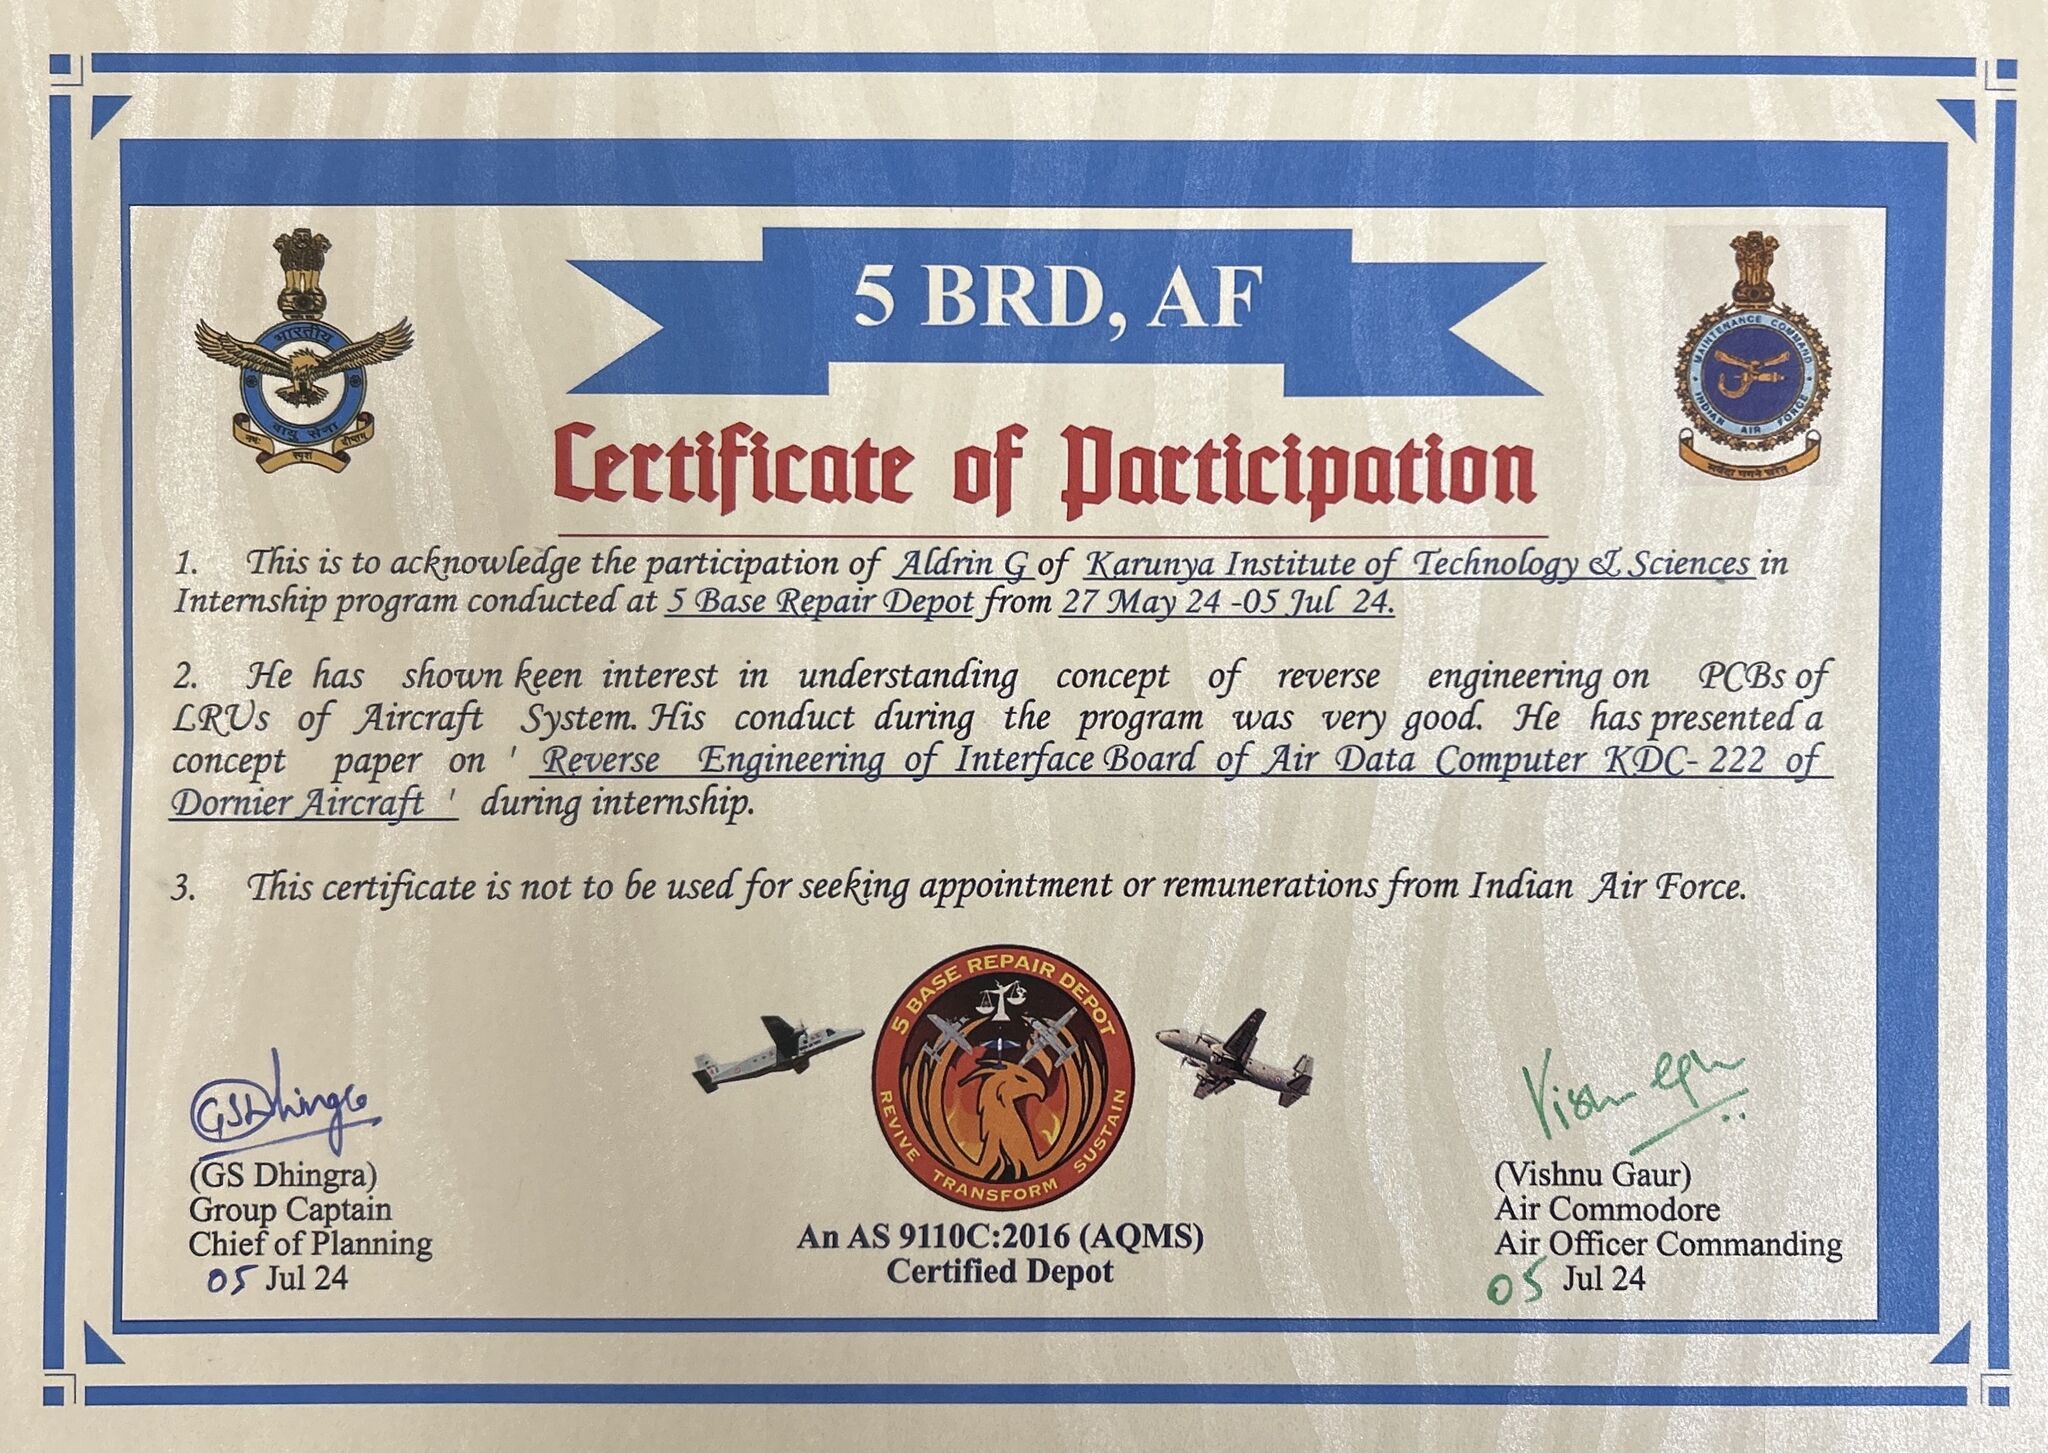 5 BRD, AF
भारतीय
वायु सेना
नभः स्पृशं दीप्तम्
MAINTENANCE COMMAND
INDIAN AIR FORCE
सर्वदा गगने चरेत्
Certificate of Participation
1. This is to acknowledge the participation of Aldrin G of Karunya Institute of Technology & Sciences in
Internship program conducted at 5 Base Repair Depot from 27 May 24 -05 Jul 24.
2. He has shown keen interest in understanding concept of reverse engineering on PCBs of
LRUs of Aircraft System. His conduct during the program was very good. He has presented a
concept paper on ' Reverse Engineering of Interface Board of Air Data Computer KDC- 222 of
Dornier Aircraft ' during internship.
3. This certificate is not to be used for seeking appointment or remunerations from Indian Air Force.
5 BASE REPAIR DEPOT
REVIVE TRANSFORM SUSTAIN
GSDhingra
(GS Dhingra)
Group Captain
Chief of Planning
05 Jul 24
An AS 9110C:2016 (AQMS)
Certified Depot
(Vishnu Gaur)
Air Commodore
Air Officer Commanding
05 Jul 24